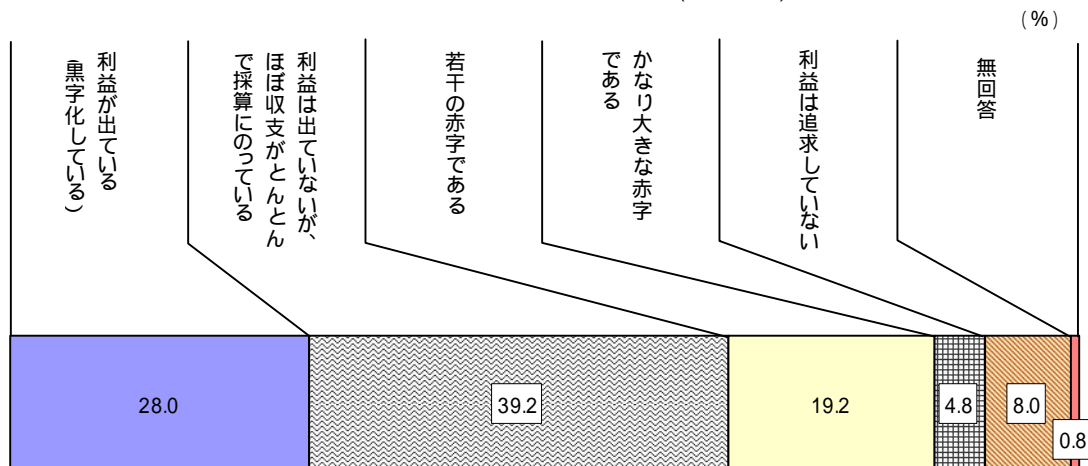 (%)
利益が出ている
(黒字化している)
利益は出ていないが、
ほぼ収支がとんとん
で採算にのっている
若干の赤字である
かなり大きな赤字
である
利益は追求していない
無回答
28.0
39.2
19.2
4.8
8.0
0.8